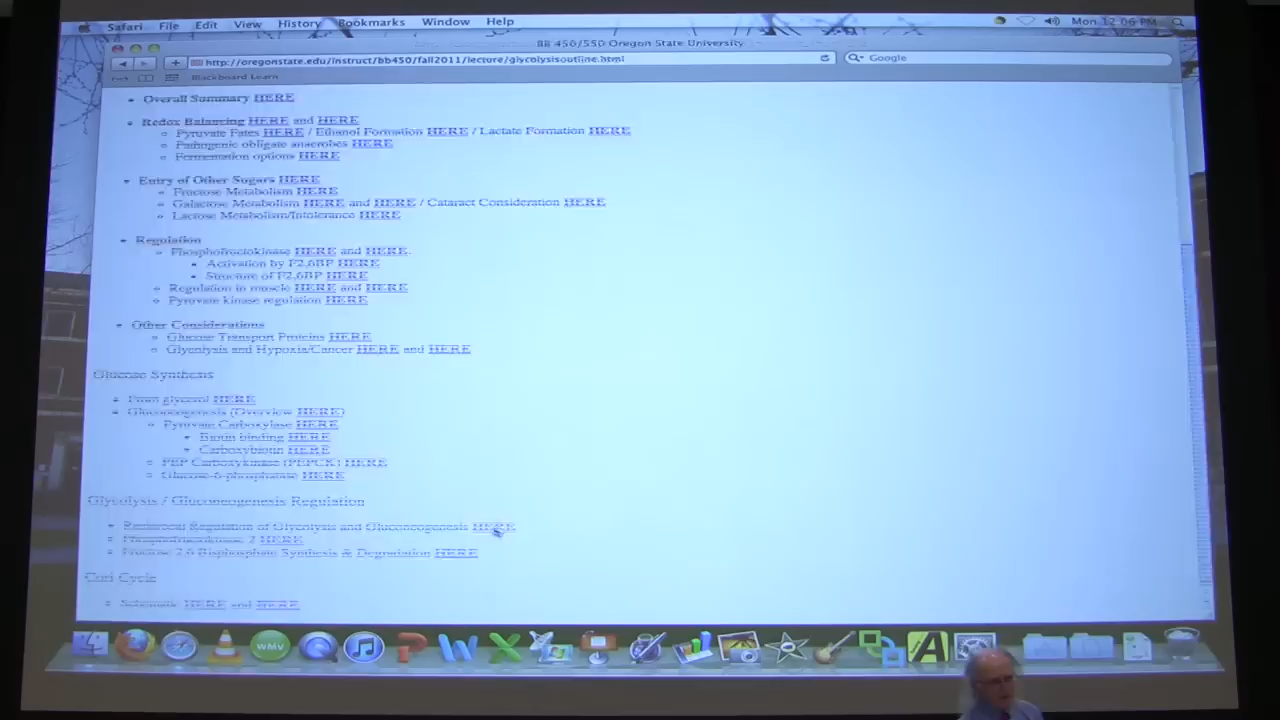 Safari File Edit View History Bookmarks Window Help Mon 12:06 PM
BB 450/550 Oregon State University
http://oregonstate.edu/instruct/bb450/fall2011/lecture/glycolysisoutline.html Google
Blackboard Learn
Overall Summary HERE
Redox Balancing HERE and HERE
Pyruvate Fates HERE / Ethanol Formation HERE / Lactate Formation HERE
Pathogenic obligate anaerobes HERE
Fermentation options HERE
Entry of Other Sugars HERE
Fructose Metabolism HERE
Galactose Metabolism HERE and HERE / Cataract Consideration HERE
Lactose Metabolism/Intolerance HERE
Regulation
Phosphofructokinase HERE and HERE.
Activation by F2,6BP HERE
Structure of F2,6BP HERE
Regulation in muscle HERE and HERE
Pyruvate kinase regulation HERE
Other Considerations
Glucose Transport Proteins HERE
Glycolysis and Hypoxia/Cancer HERE and HERE
Glucose Synthesis
From glycerol HERE
Gluconeogenesis (Overview HERE)
Pyruvate Carboxylase HERE
Biotin binding HERE
Carboxybiotin HERE
PEP Carboxykinase (PEPCK) HERE
Glucose-6-phosphatase HERE
Glycolysis / Gluconeogenesis Regulation
Reciprocal Regulation of Glycolysis and Gluconeogenesis HERE
Phosphofructokinase 2 HERE
Fructose 2,6 Bisphosphate Synthesis & Degradation HERE
Cori Cycle
Schematic HERE and HERE
WMV